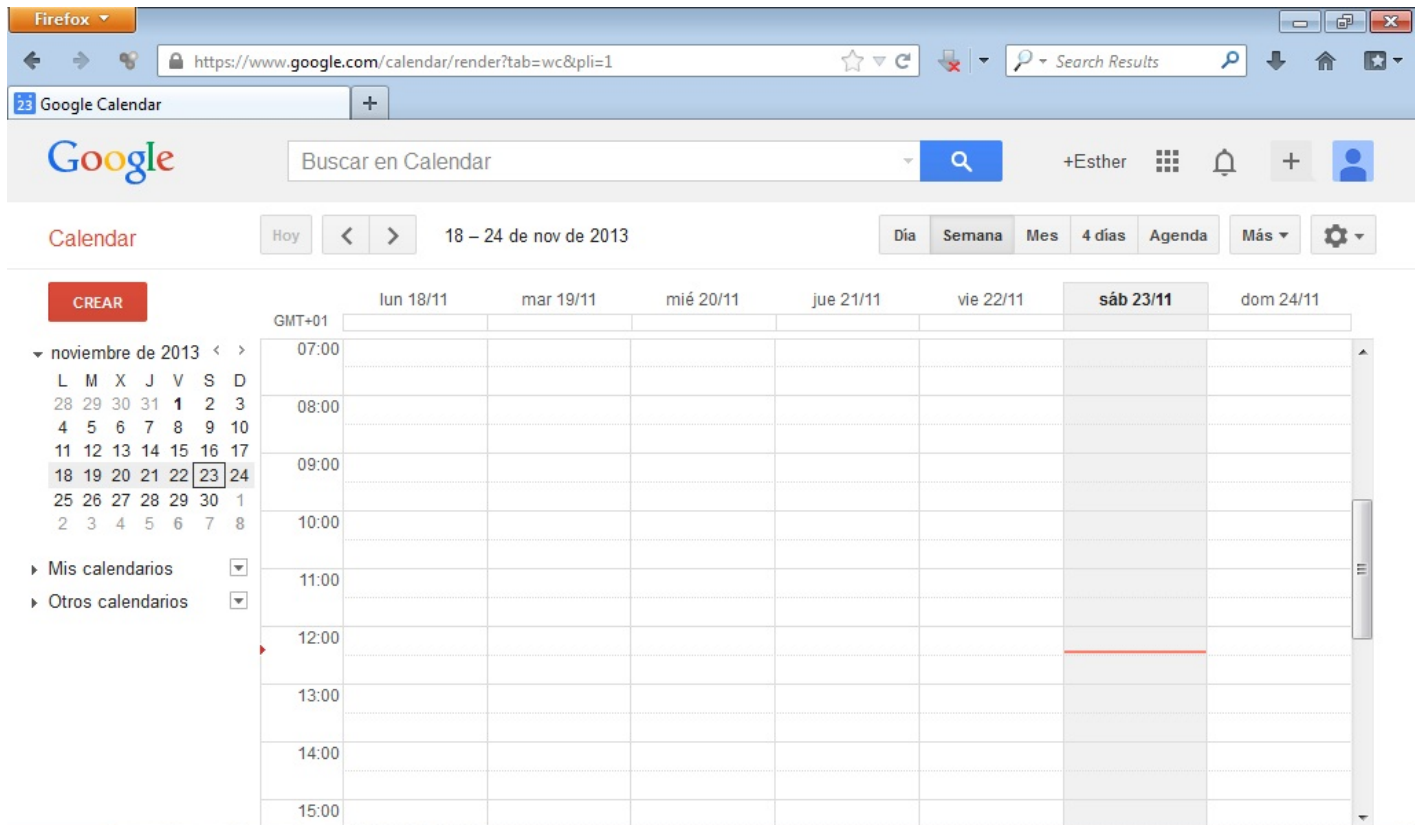 Firefox
https://www.google.com/calendar/render?tab=wc&pli=1
Search Results
23 Google Calendar
Google
Buscar en Calendar
+Esther
Calendar
Hoy
18 – 24 de nov de 2013
Día Semana Mes 4 días Agenda
Más
CREAR
lun 18/11 mar 19/11 mié 20/11 jue 21/11 vie 22/11 sáb 23/11 dom 24/11
GMT+01
noviembre de 2013
L M X J V S D
28 29 30 31 1 2 3
4 5 6 7 8 9 10
11 12 13 14 15 16 17
18 19 20 21 22 23 24
25 26 27 28 29 30 1
2 3 4 5 6 7 8
Mis calendarios
Otros calendarios
07:00
08:00
09:00
10:00
11:00
12:00
13:00
14:00
15:00